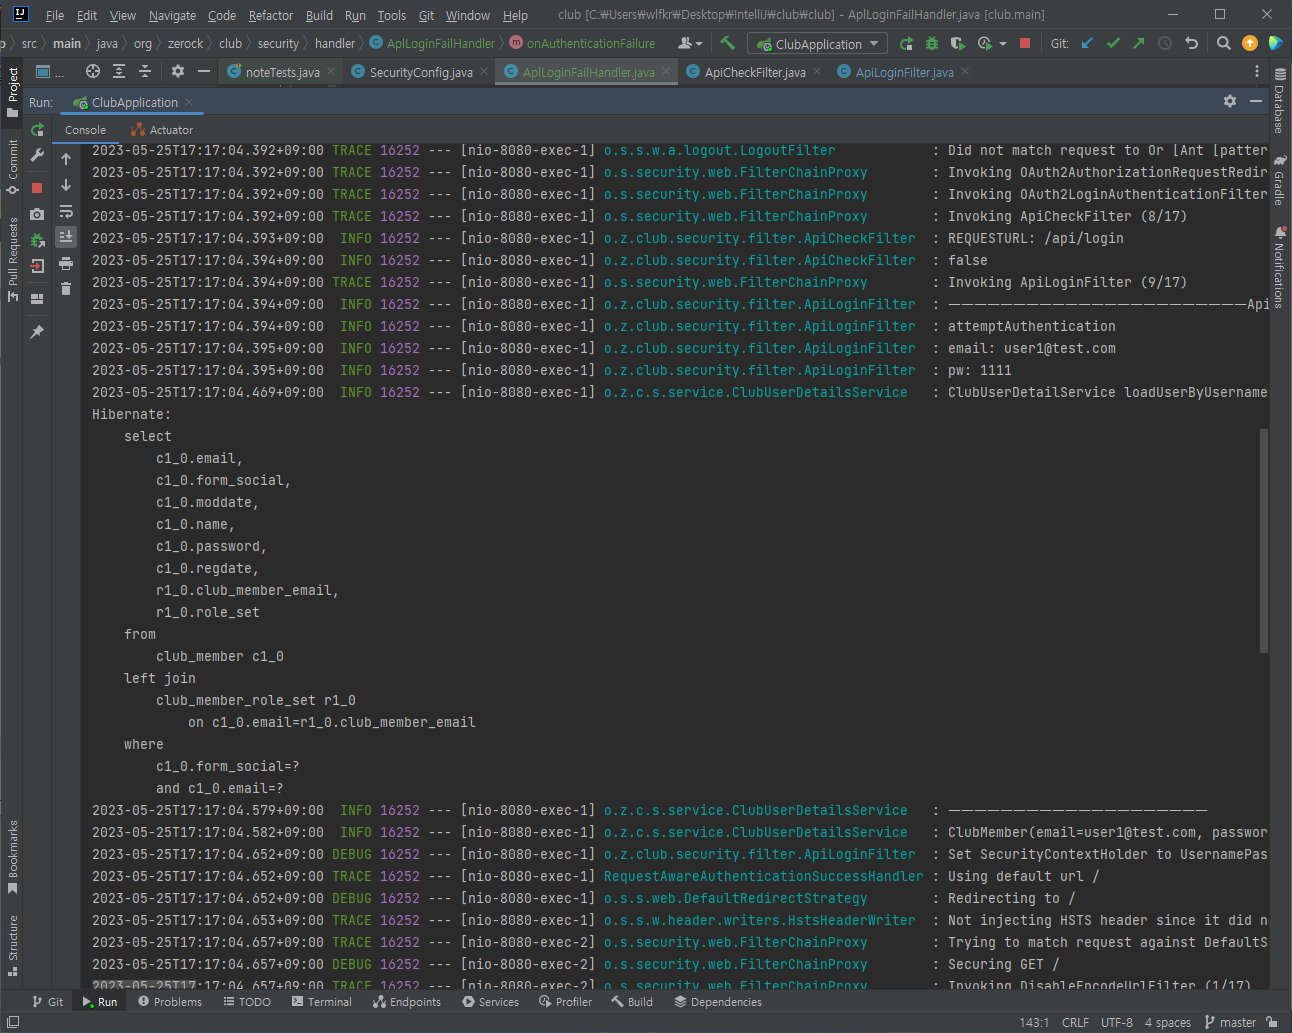 File Edit View Navigate Code Refactor Build Run Tools Git Window Help club [C:₩Users₩wlfkr₩Desktop₩IntelliJ₩club₩club] - ApLLoginFailHandler.java [club.main]
src main java org zerock club security handler ApLLoginFailHandler onAuthenticationFailure ClubApplication Git:
... noteTests.java SecurityConfig.java ApLLoginFailHandler.java ApiCheckFilter.java ApiLoginFilter.java
Run: ClubApplication
Console Actuator
2023-05-25T17:17:04.392+09:00 TRACE 16252 --- [nio-8080-exec-1] o.s.s.w.a.logout.LogoutFilter : Did not match request to Or [Ant [patter
2023-05-25T17:17:04.392+09:00 TRACE 16252 --- [nio-8080-exec-1] o.s.security.web.FilterChainProxy : Invoking OAuth2AuthorizationRequestRedir
2023-05-25T17:17:04.392+09:00 TRACE 16252 --- [nio-8080-exec-1] o.s.security.web.FilterChainProxy : Invoking OAuth2LoginAuthenticationFilter
2023-05-25T17:17:04.392+09:00 TRACE 16252 --- [nio-8080-exec-1] o.s.security.web.FilterChainProxy : Invoking ApiCheckFilter (8/17)
2023-05-25T17:17:04.393+09:00 INFO 16252 --- [nio-8080-exec-1] o.z.club.security.filter.ApiCheckFilter : REQUESTURL: /api/login
2023-05-25T17:17:04.394+09:00 INFO 16252 --- [nio-8080-exec-1] o.z.club.security.filter.ApiCheckFilter : false
2023-05-25T17:17:04.394+09:00 TRACE 16252 --- [nio-8080-exec-1] o.s.security.web.FilterChainProxy : Invoking ApiLoginFilter (9/17)
2023-05-25T17:17:04.394+09:00 INFO 16252 --- [nio-8080-exec-1] o.z.club.security.filter.ApiLoginFilter : ———————————————————————Api
2023-05-25T17:17:04.394+09:00 INFO 16252 --- [nio-8080-exec-1] o.z.club.security.filter.ApiLoginFilter : attemptAuthentication
2023-05-25T17:17:04.395+09:00 INFO 16252 --- [nio-8080-exec-1] o.z.club.security.filter.ApiLoginFilter : email: user1@test.com
2023-05-25T17:17:04.395+09:00 INFO 16252 --- [nio-8080-exec-1] o.z.club.security.filter.ApiLoginFilter : pw: 1111
2023-05-25T17:17:04.469+09:00 INFO 16252 --- [nio-8080-exec-1] o.z.c.s.service.ClubUserDetailsService : ClubUserDetailService loadUserByUsername
Hibernate:
select
c1_0.email,
c1_0.form_social,
c1_0.moddate,
c1_0.name,
c1_0.password,
c1_0.regdate,
r1_0.club_member_email,
r1_0.role_set
from
club_member c1_0
left join
club_member_role_set r1_0
on c1_0.email=r1_0.club_member_email
where
c1_0.form_social=?
and c1_0.email=?
2023-05-25T17:17:04.579+09:00 INFO 16252 --- [nio-8080-exec-1] o.z.c.s.service.ClubUserDetailsService : ————————————————————
2023-05-25T17:17:04.582+09:00 INFO 16252 --- [nio-8080-exec-1] o.z.c.s.service.ClubUserDetailsService : ClubMember(email=user1@test.com, passwor
2023-05-25T17:17:04.652+09:00 DEBUG 16252 --- [nio-8080-exec-1] o.z.club.security.filter.ApiLoginFilter : Set SecurityContextHolder to UsernamePas
2023-05-25T17:17:04.652+09:00 TRACE 16252 --- [nio-8080-exec-1] RequestAwareAuthenticationSuccessHandler : Using default url /
2023-05-25T17:17:04.652+09:00 DEBUG 16252 --- [nio-8080-exec-1] o.s.s.web.DefaultRedirectStrategy : Redirecting to /
2023-05-25T17:17:04.653+09:00 TRACE 16252 --- [nio-8080-exec-1] o.s.s.w.header.writers.HstsHeaderWriter : Not injecting HSTS header since it did n
2023-05-25T17:17:04.657+09:00 TRACE 16252 --- [nio-8080-exec-2] o.s.security.web.FilterChainProxy : Trying to match request against DefaultS
2023-05-25T17:17:04.657+09:00 DEBUG 16252 --- [nio-8080-exec-2] o.s.security.web.FilterChainProxy : Securing GET /
2023-05-25T17:17:04.657+09:00 TRACE 16252 --- [nio-8080-exec-2] o.s.security.web.FilterChainProxy : Invoking DisableEncodeUrlFilter (1/17)
Project
Commit
Pull Requests
Bookmarks
Structure
Database
Gradle
Notifications
Git Run Problems TODO Terminal Endpoints Services Profiler Build Dependencies
143:1 CRLF UTF-8 4 spaces master